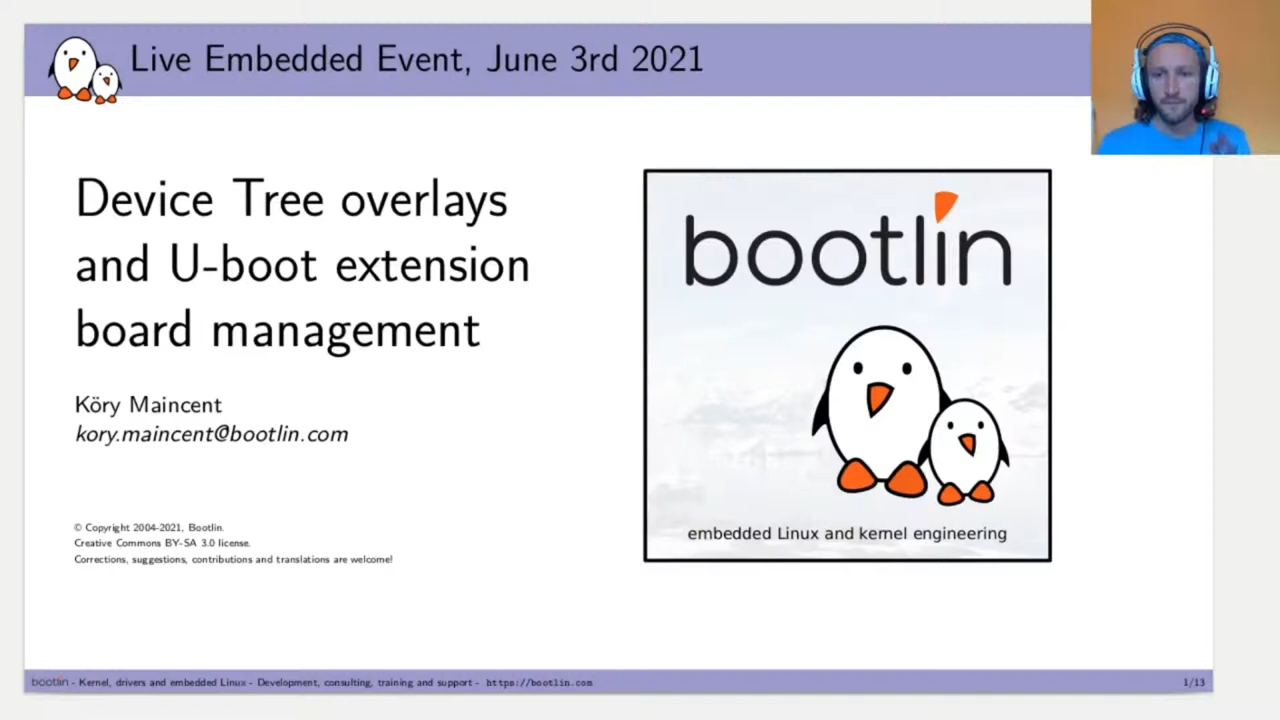 Live Embedded Event, June 3rd 2021
Device Tree overlays
and U-boot extension
board management
Köry Maincent
kory.maincent@bootlin.com
© Copyright 2004-2021, Bootlin.
Creative Commons BY-SA 3.0 license.
Corrections, suggestions, contributions and translations are welcome!
bootlin
embedded Linux and kernel engineering
bootlin - Kernel, drivers and embedded Linux - Development, consulting, training and support - https://bootlin.com
1/13